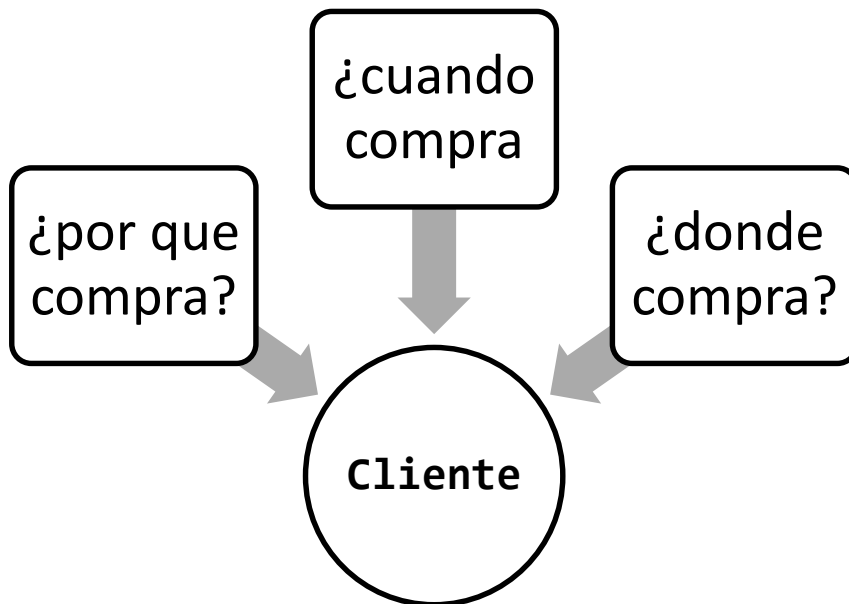 ¿cuando
compra
¿por que
compra?
¿donde
compra?
Cliente